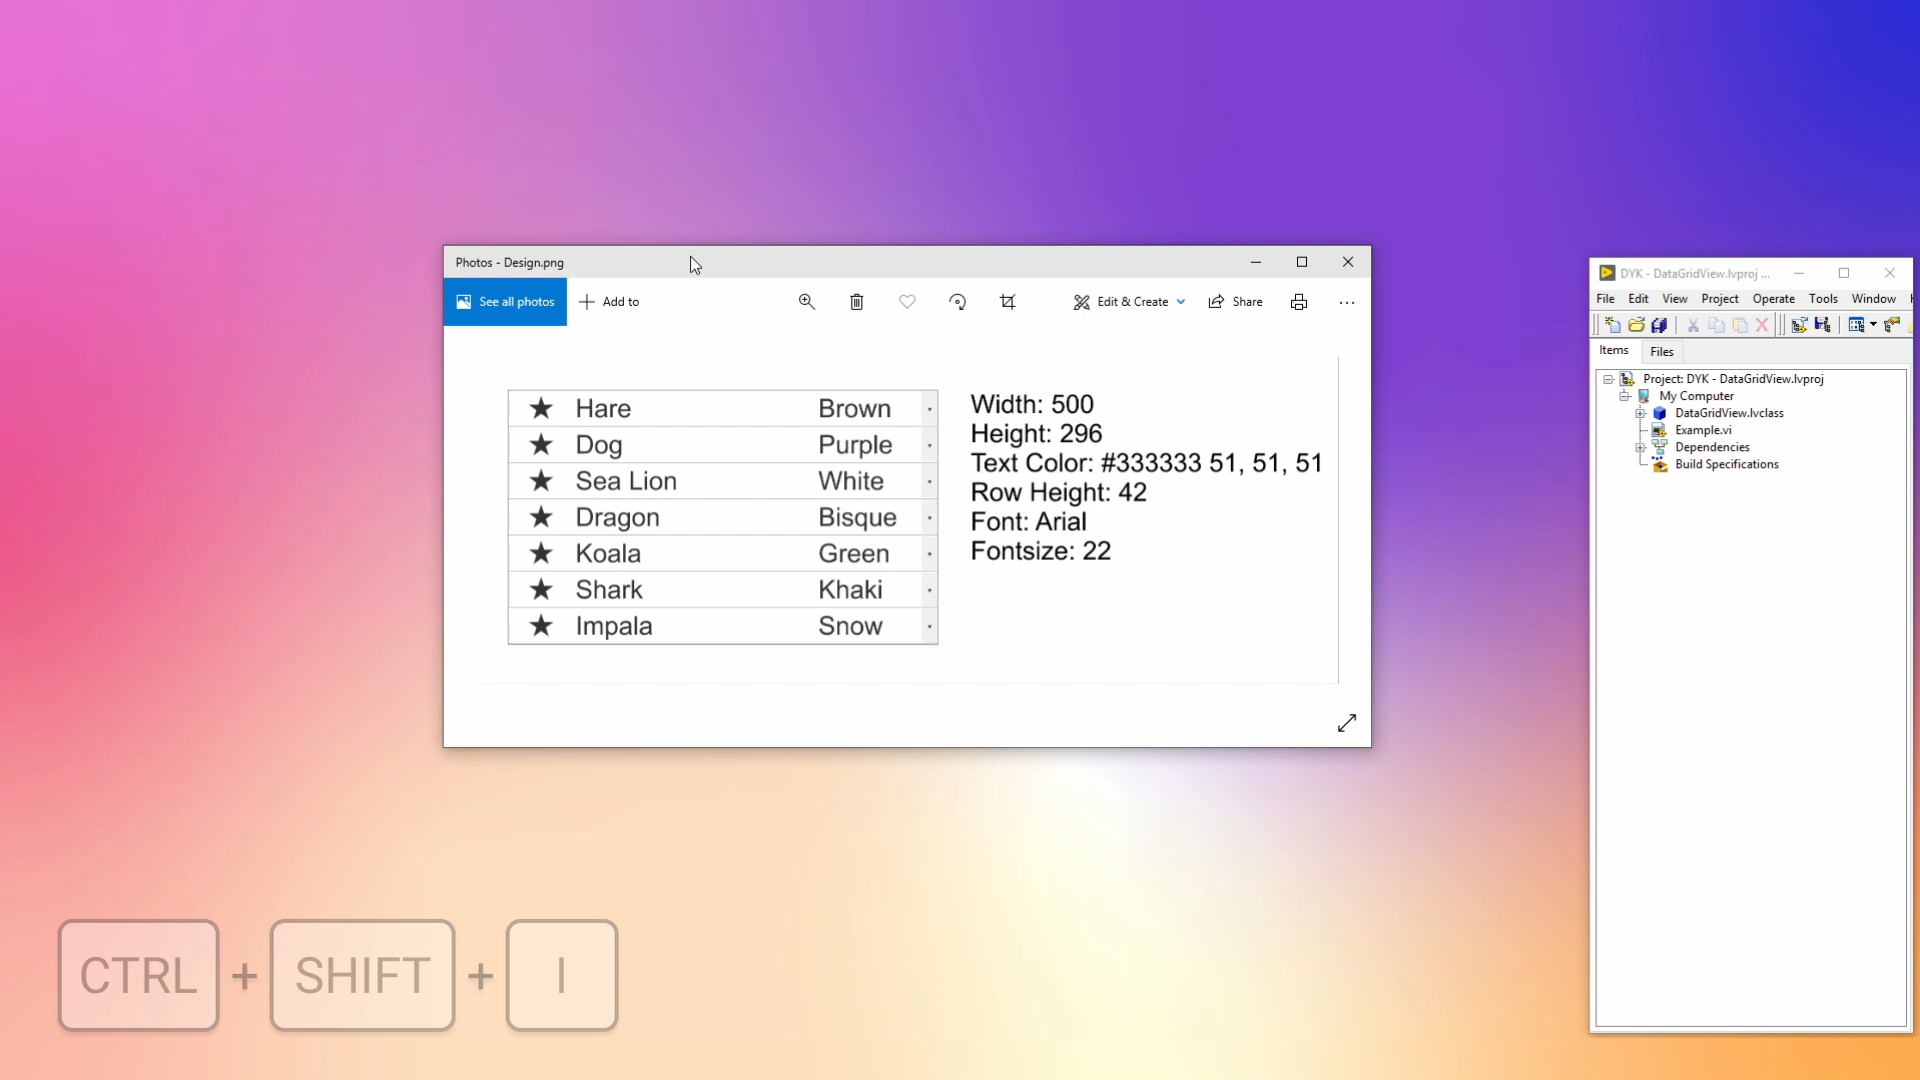 Photos - Design.png
See all photos
Add to
Edit & Create
Share
★ Hare Brown
★ Dog Purple
★ Sea Lion White
★ Dragon Bisque
★ Koala Green
★ Shark Khaki
★ Impala Snow
Width: 500
Height: 296
Text Color: #333333 51, 51, 51
Row Height: 42
Font: Arial
Fontsize: 22
DYK - DataGridView.lvproj ...
File Edit View Project Operate Tools Window
Items Files
Project: DYK - DataGridView.lvproj
My Computer
DataGridView.lvclass
Example.vi
Dependencies
Build Specifications
CTRL + SHIFT + I